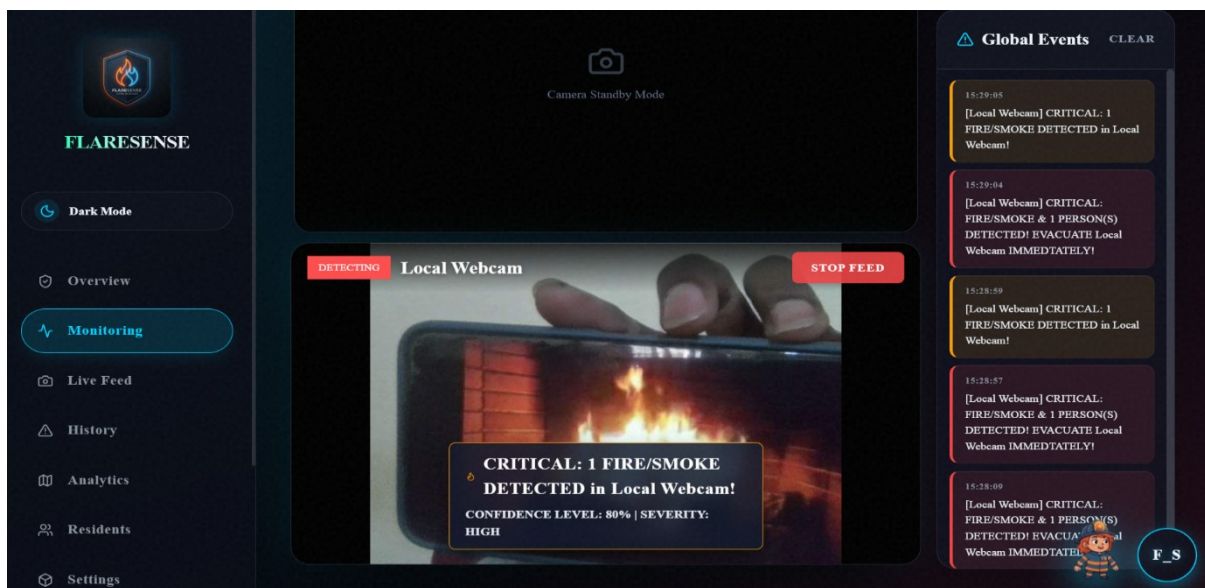 FLARESENSE
FLARESENSE
Dark Mode
Overview
Monitoring
Live Feed
History
Analytics
Residents
Settings
Camera Standby Mode
DETECTING
Local Webcam
STOP FEED
CRITICAL: 1 FIRE/SMOKE
DETECTED in Local Webcam!
CONFIDENCE LEVEL: 80% | SEVERITY:
HIGH
Global Events
CLEAR
15:29:05
[Local Webcam] CRITICAL: 1
FIRE/SMOKE DETECTED in Local
Webcam!
15:29:04
[Local Webcam] CRITICAL:
FIRE/SMOKE & 1 PERSON(S)
DETECTED! EVACUATE Local
Webcam IMMEDTATELY!
15:28:59
[Local Webcam] CRITICAL: 1
FIRE/SMOKE DETECTED in Local
Webcam!
15:28:57
[Local Webcam] CRITICAL:
FIRE/SMOKE & 1 PERSON(S)
DETECTED! EVACUATE Local
Webcam IMMEDTATELY!
15:28:09
[Local Webcam] CRITICAL:
FIRE/SMOKE & 1 PERSON(S)
DETECTED!
Webcam
F_S